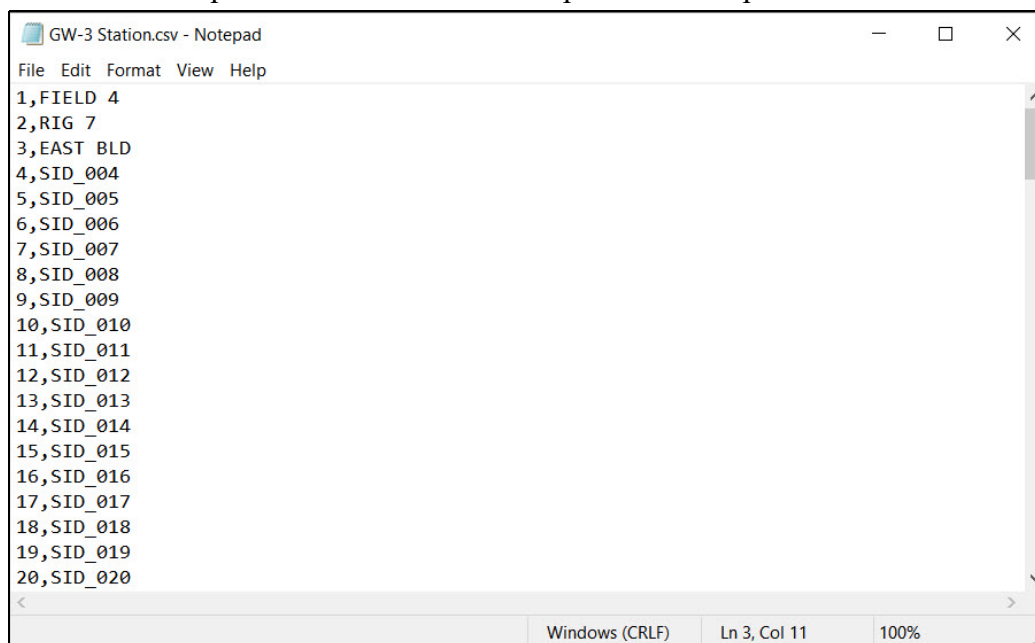 GW-3 Station.csv - Notepad
File Edit Format View Help
1,FIELD 4
2,RIG 7
3,EAST BLD
4,SID_004
5,SID_005
6,SID_006
7,SID_007
8,SID_008
9,SID_009
10,SID_010
11,SID_011
12,SID_012
13,SID_013
14,SID_014
15,SID_015
16,SID_016
17,SID_017
18,SID_018
19,SID_019
20,SID_020
Windows (CRLF) Ln 3, Col 11 100%